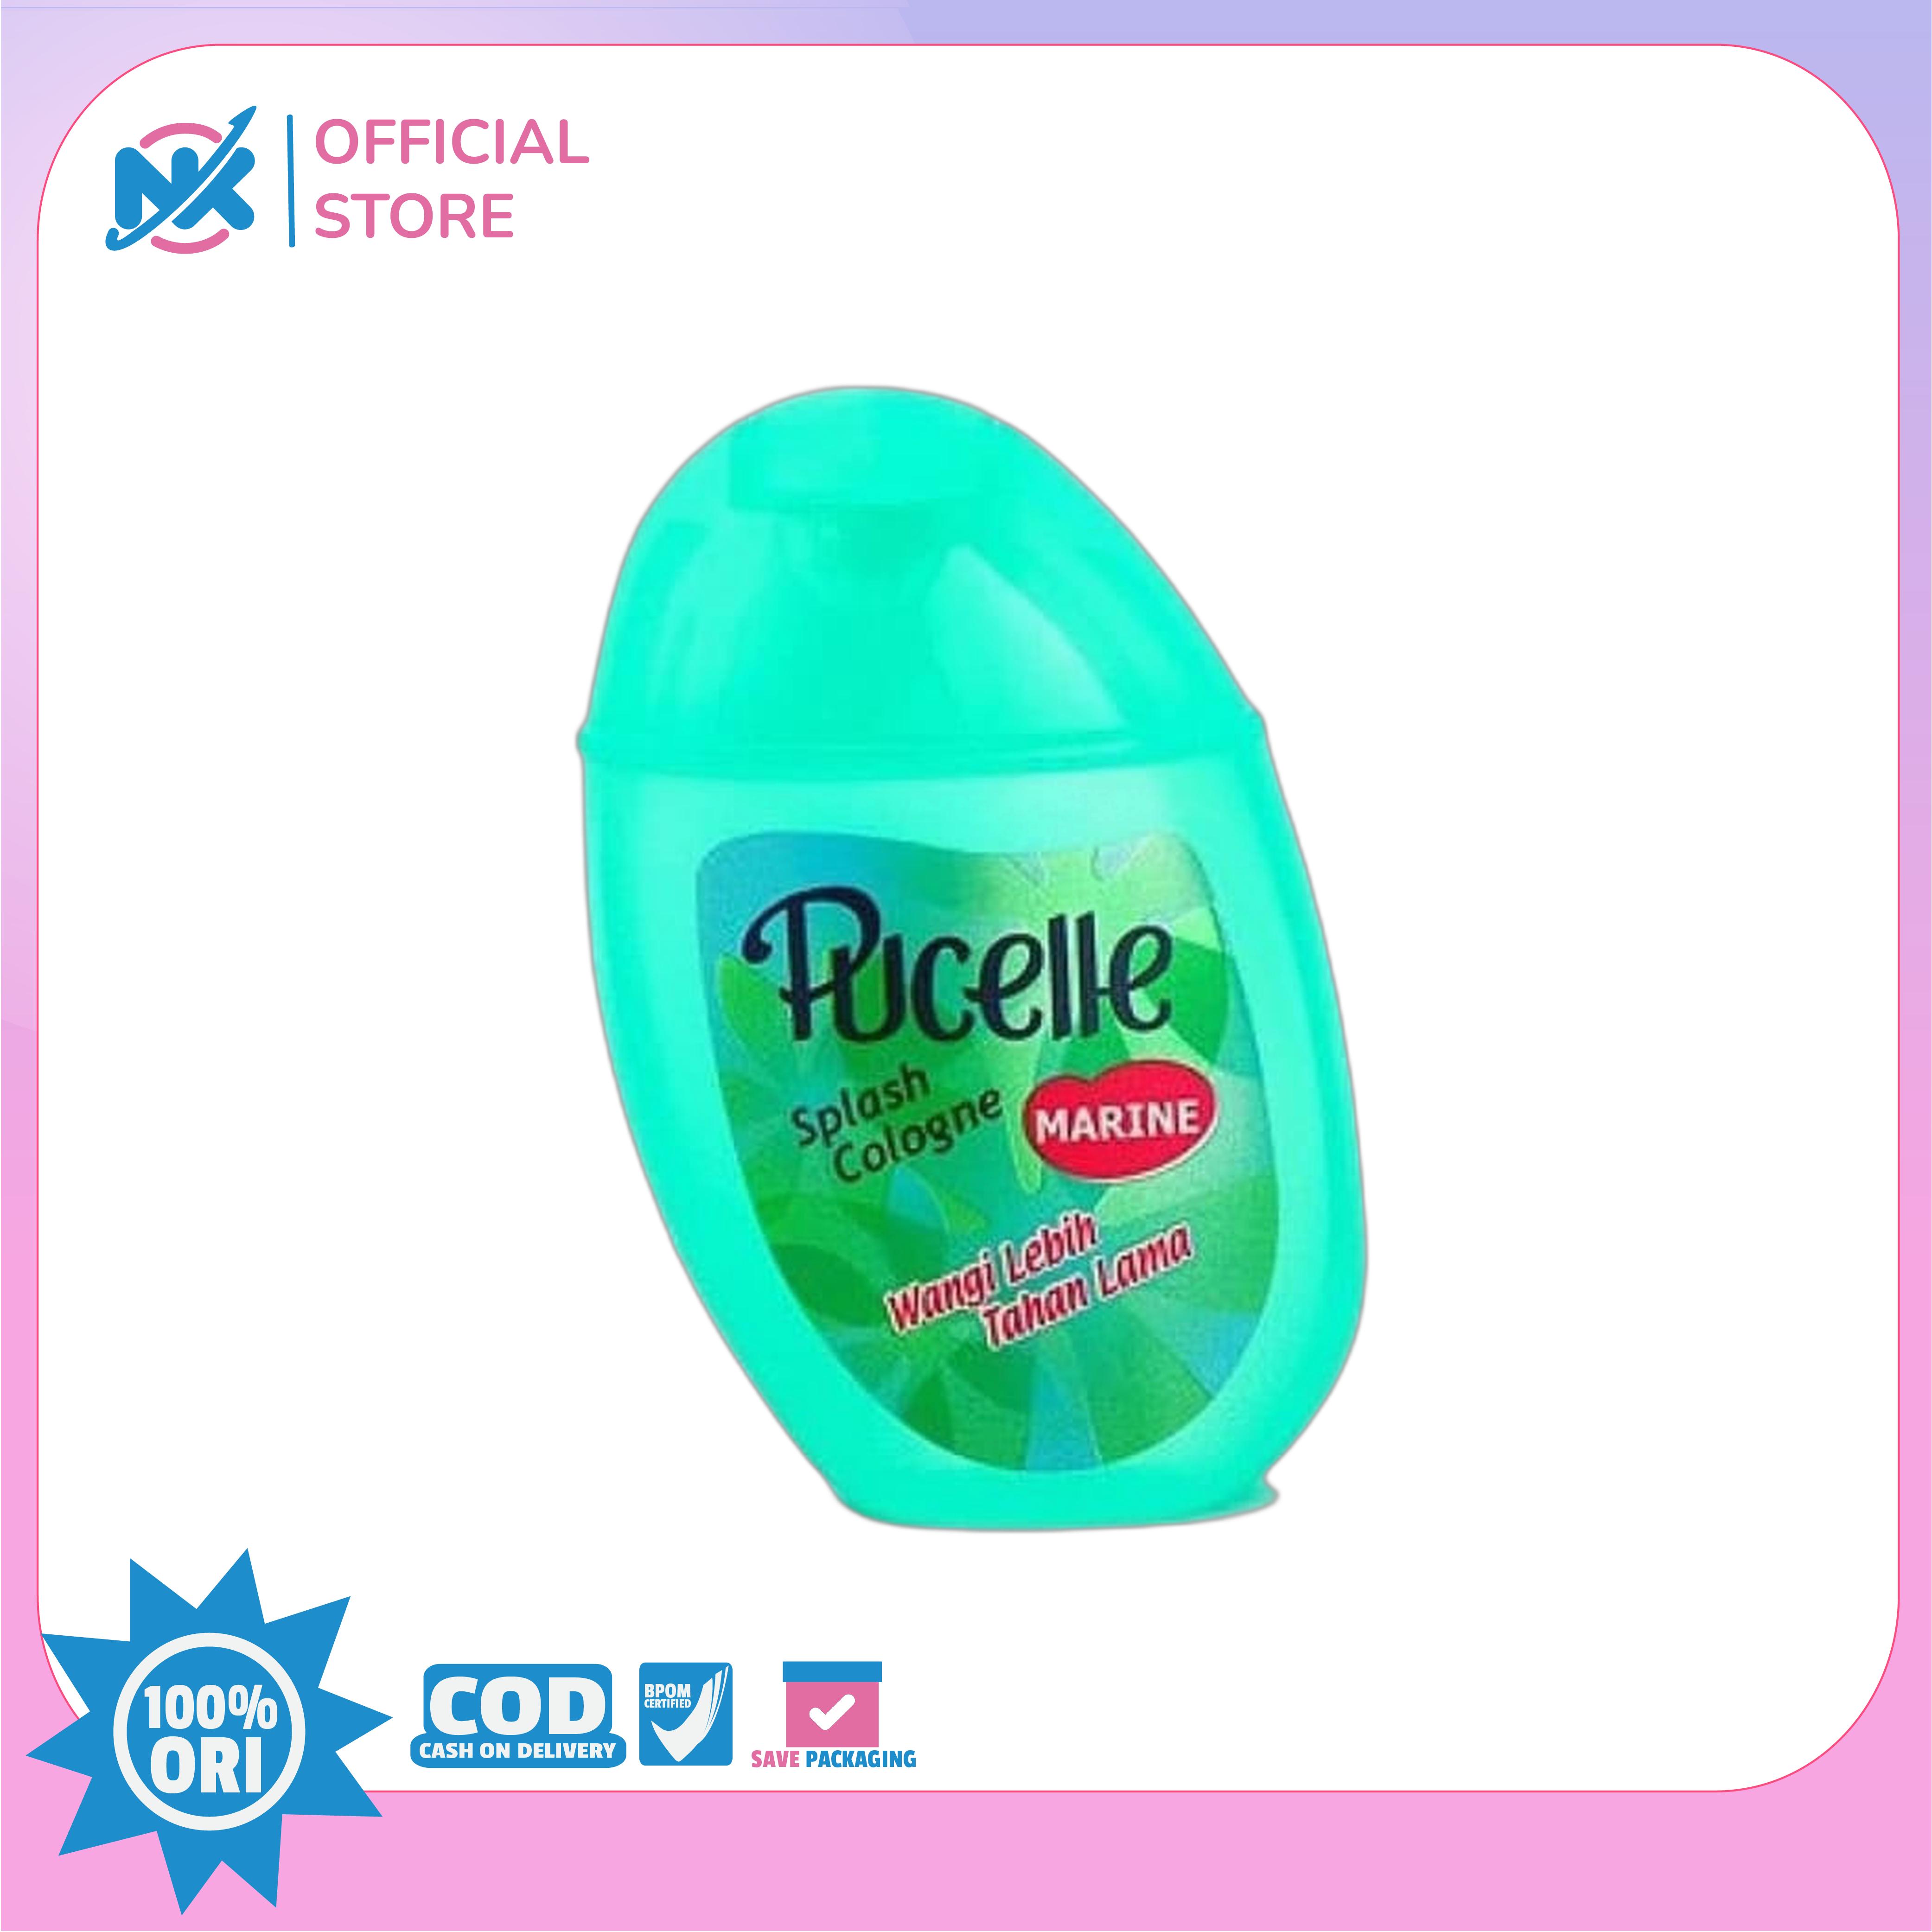 NK
OFFICIAL
STORE
Pucelle
Splash
Cologne
MARINE
Wangi Lebih
Tahan Lama
100%
ORI
COD
CASH ON DELIVERY
BPOM
CERTIFIED
SAVE PACKAGING